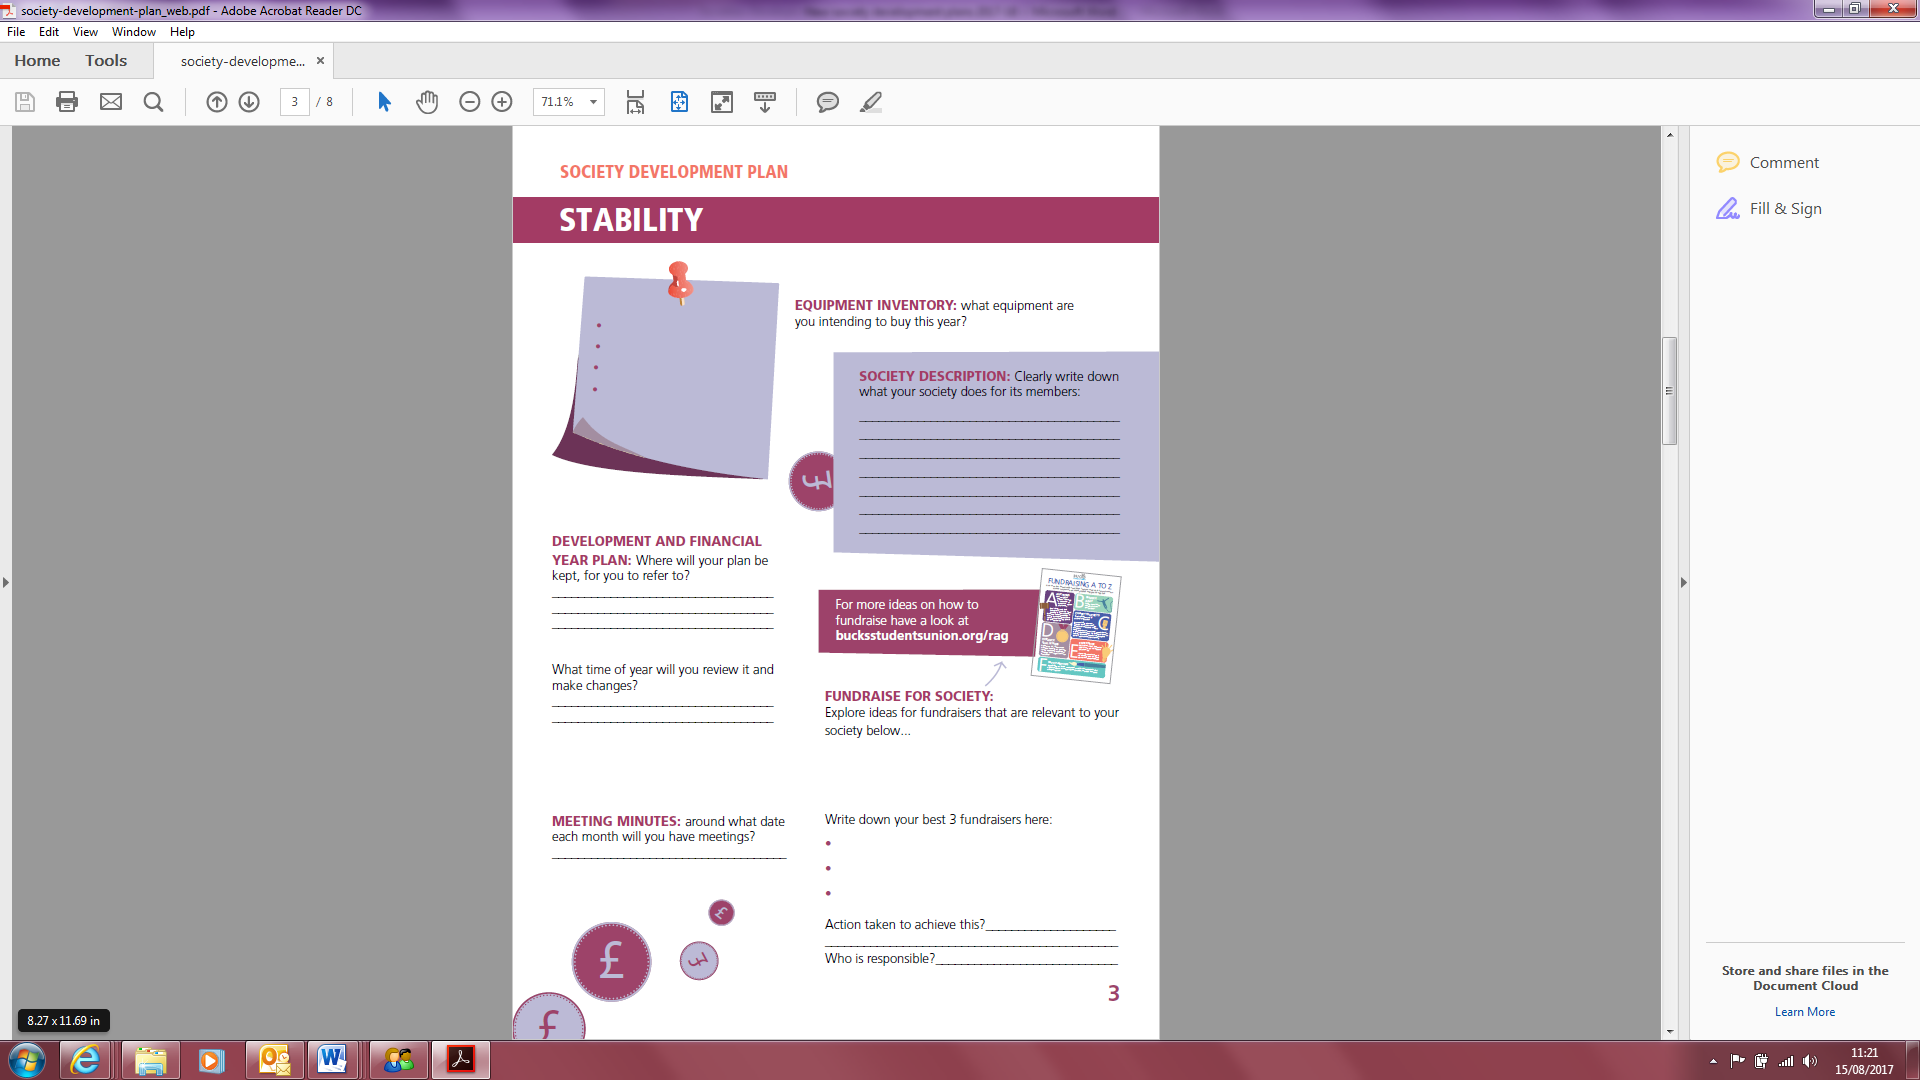 society-development-plan_web.pdf - Adobe Acrobat Reader DC
File Edit View Window Help
Home Tools society-developme... ×
3 / 8 71.1%
SOCIETY DEVELOPMENT PLAN
STABILITY
EQUIPMENT INVENTORY: what equipment are
you intending to buy this year?
SOCIETY DESCRIPTION: Clearly write down
what your society does for its members:
£
DEVELOPMENT AND FINANCIAL
YEAR PLAN: Where will your plan be
kept, for you to refer to?
What time of year will you review it and
make changes?
For more ideas on how to
fundraise have a look at
bucksstudentsunion.org/rag
FUNDRAISING A TO Z
A B
C
D
E
F
FUNDRAISE FOR SOCIETY:
Explore ideas for fundraisers that are relevant to your
society below...
MEETING MINUTES: around what date
each month will you have meetings?
Write down your best 3 fundraisers here:
Action taken to achieve this?
Who is responsible?
£
£
£
£
3
Comment
Fill & Sign
Store and share files in the
Document Cloud
Learn More
8.27 x 11.69 in
11:21
15/08/2017